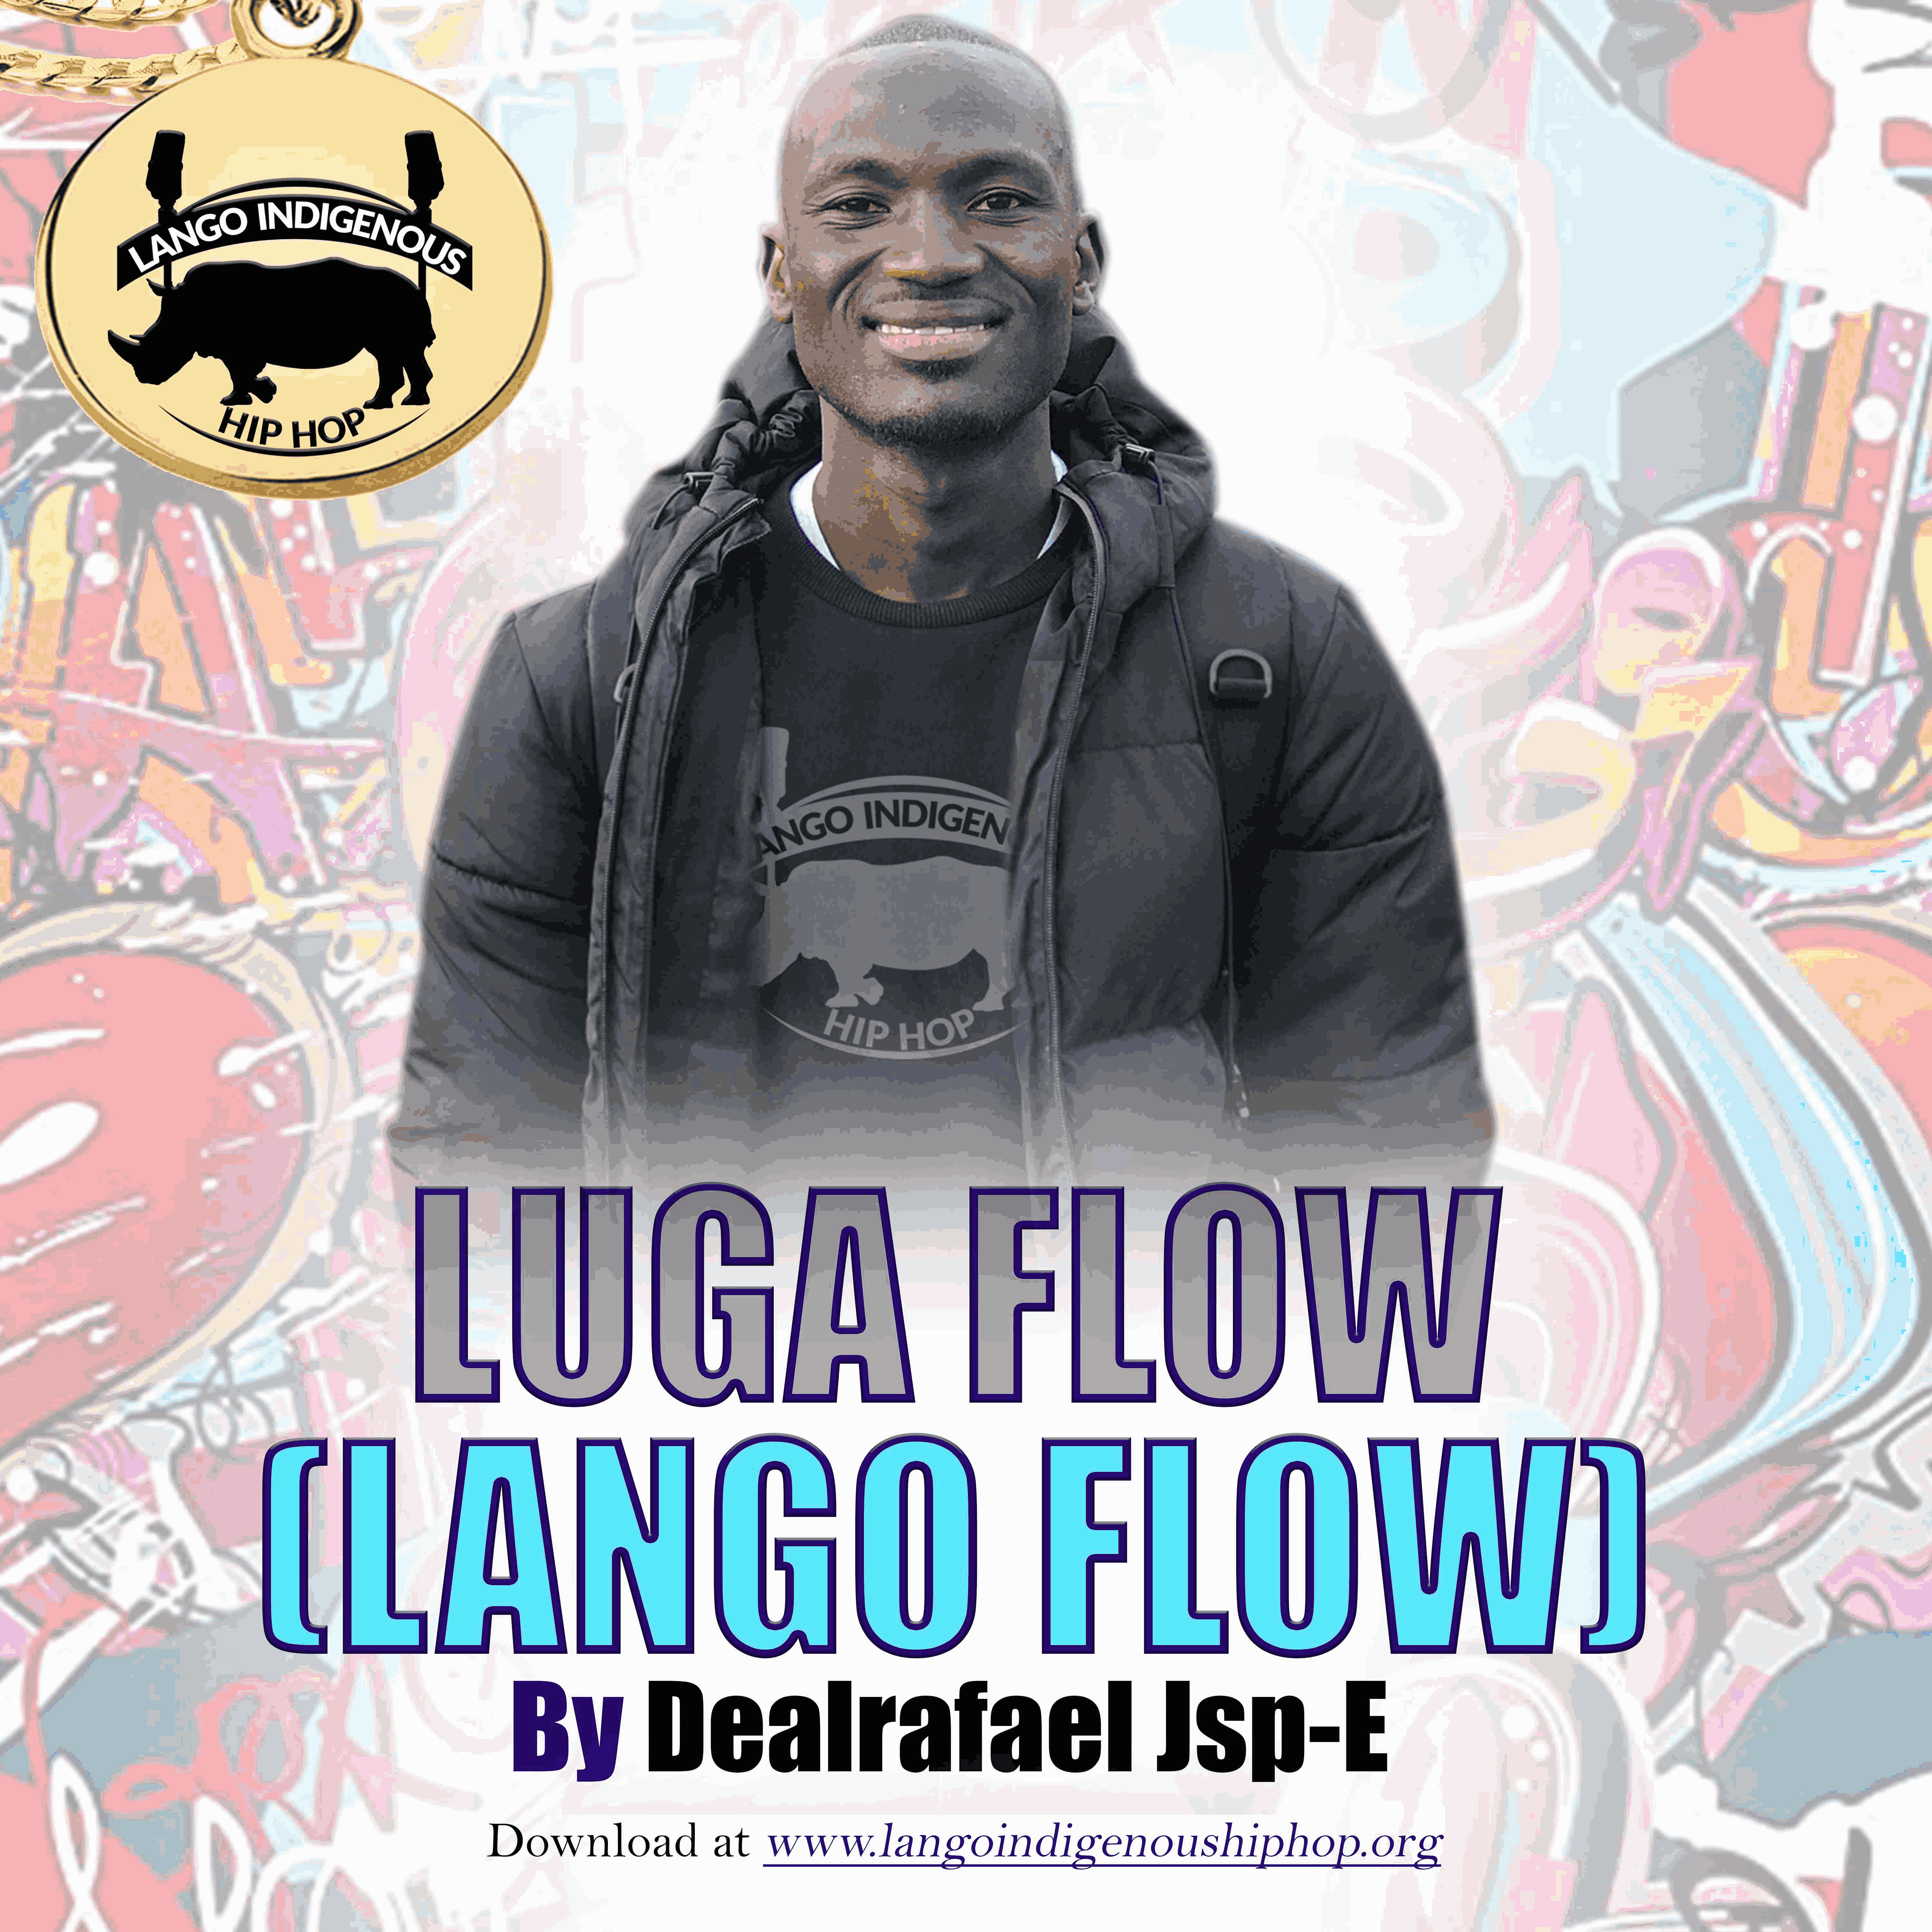 LANGO INDIGENOUS
HIP HOP
ANGO INDIGEN
HIP HOP
LUGA FLOW
(LANGO FLOW)
By Dealrafael Jsp-E
Download at www.langoindigenoushiphop.org